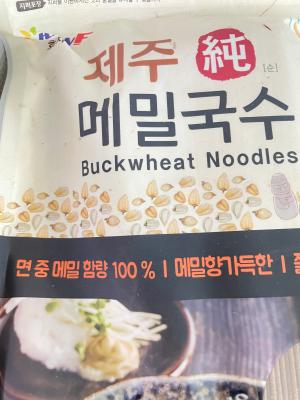 제주 純 [순]
메밀국수
Buckwheat Noodles
면 중 메밀 함량 100 % | 메밀향가득한 |